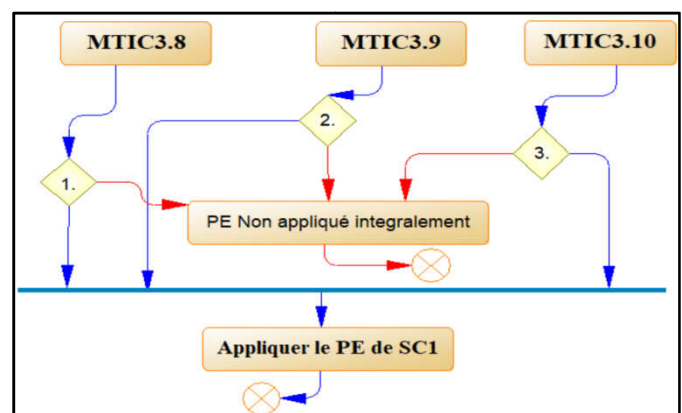 MTIC3.8
MTIC3.9
MTIC3.10
2.
3.
1.
PE Non appliqué integralement
Appliquer le PE de SC1